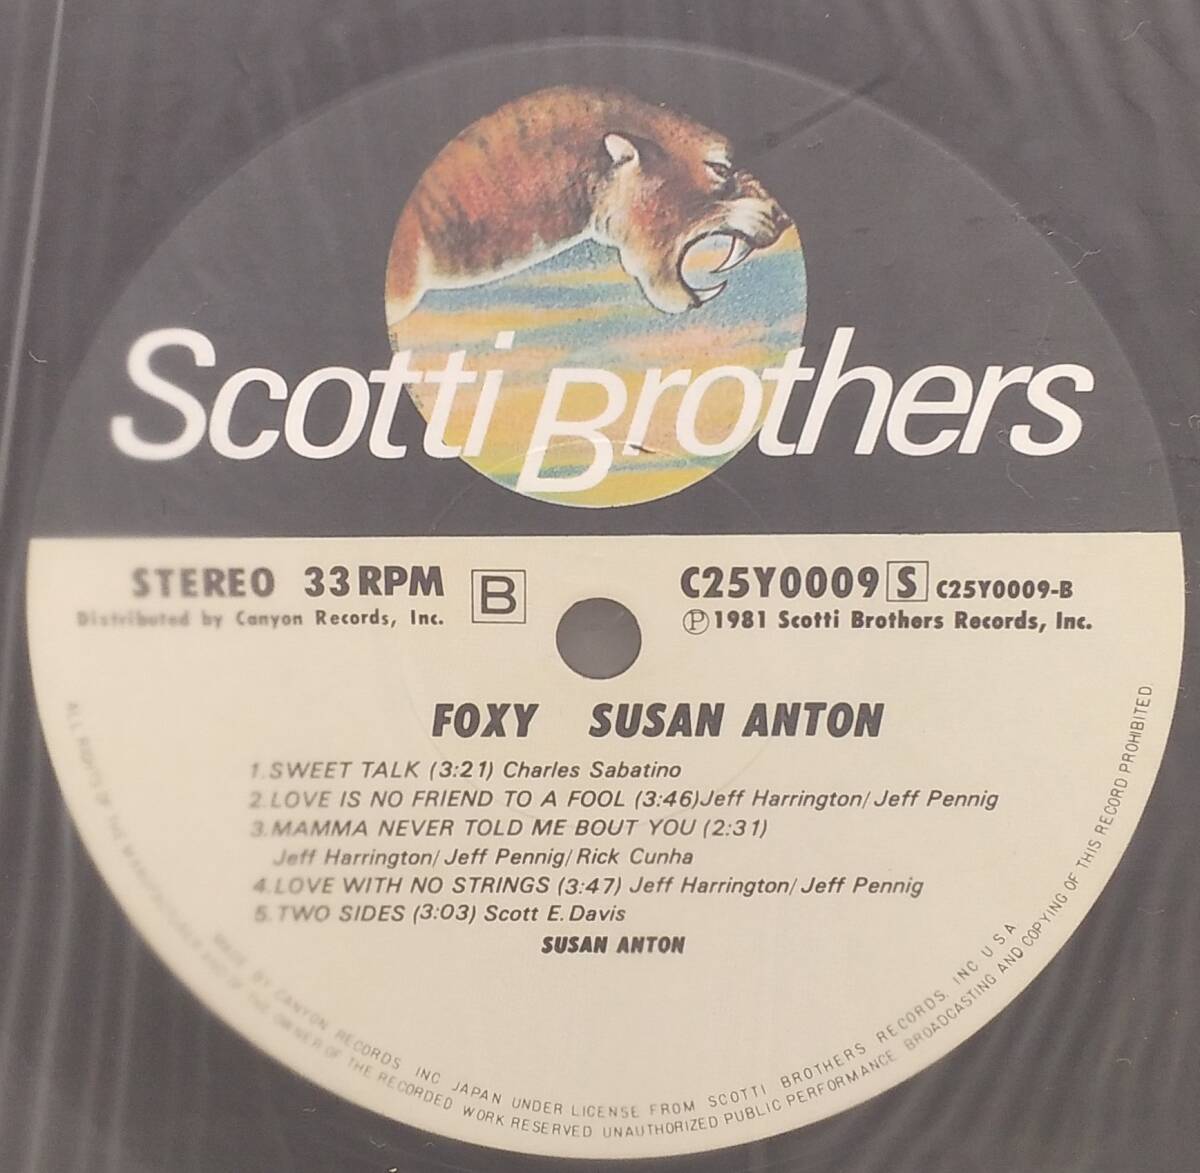 Scotti Brothers
STEREO 33 RPM B C25Y0009 S C25Y0009-B
Distributed by Canyon Records, Inc. Ⓟ1981 Scotti Brothers Records, Inc.
FOXY SUSAN ANTON
1. SWEET TALK (3:21) Charles Sabatino
2. LOVE IS NO FRIEND TO A FOOL (3:46) Jeff Harrington/Jeff Pennig
3. MAMMA NEVER TOLD ME BOUT YOU (2:31)
Jeff Harrington/Jeff Pennig/Rick Cunha
4. LOVE WITH NO STRINGS (3:47) Jeff Harrington/Jeff Pennig
5. TWO SIDES (3:03) Scott E. Davis
SUSAN ANTON
ALL RIGHTS OF THE MANUFACTURER AND OF THE OWNER OF THE RECORDED WORK RESERVED UNAUTHORIZED PUBLIC PERFORMANCE BROADCASTING AND COPYING OF THIS RECORD PROHIBITED.
MADE BY CANYON RECORDS INC JAPAN UNDER LICENSE FROM SCOTTI BROTHERS RECORDS, INC U S A